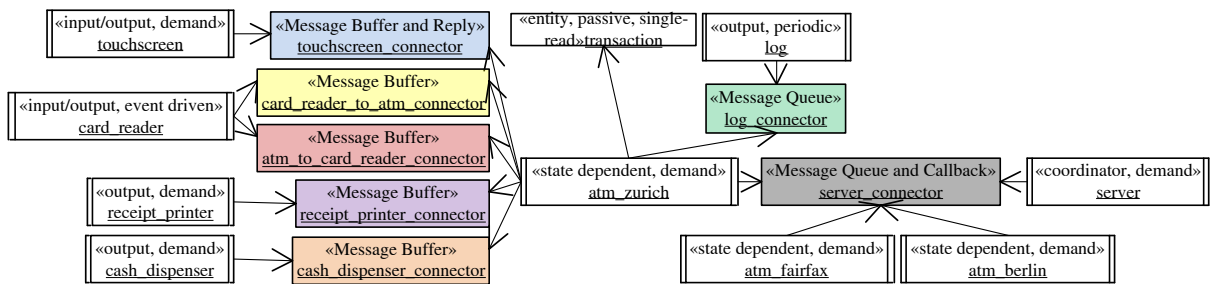 «input/output, demand»
touchscreen
«Message Buffer and Reply»
touchscreen_connector
«entity, passive, single-
read»transaction
«output, periodic»
log
«input/output, event driven»
card_reader
«Message Buffer»
card_reader_to_atm_connector
«Message Buffer»
atm_to_card_reader_connector
«Message Queue»
log_connector
«output, demand»
receipt_printer
«Message Buffer»
receipt_printer_connector
«state dependent, demand»
atm_zurich
«Message Queue and Callback»
server_connector
«coordinator, demand»
server
«output, demand»
cash_dispenser
«Message Buffer»
cash_dispenser_connector
«state dependent, demand»
atm_fairfax
«state dependent, demand»
atm_berlin